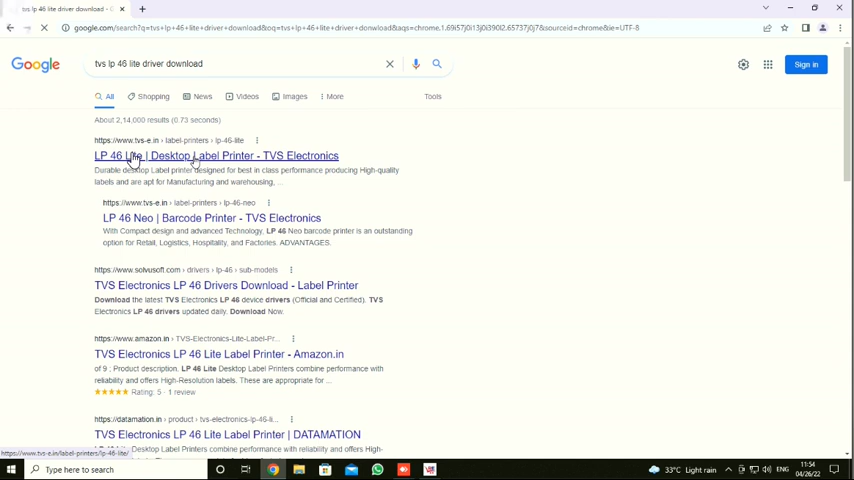 tvs lp 46 lite driver download
google.com/search?q=tvs+lp+46+lite+driver+download&oq=tvs+lp+46+lite+driver+donwload&aqs=chrome.1.69i57j0i13j0i390l2.65737j0j7&sourceid=chrome&ie=UTF-8
Google
tvs lp 46 lite driver download
Sign in
All Shopping News Videos Images More Tools
About 2,14,000 results (0.73 seconds)
https://www.tvs-e.in › label-printers › lp-46-lite
LP 46 Lite | Desktop Label Printer - TVS Electronics
Durable desktop Label printer designed for best in class performance producing High-quality
labels and are apt for Manufacturing and warehousing, ...
https://www.tvs-e.in › label-printers › lp-46-neo
LP 46 Neo | Barcode Printer - TVS Electronics
With Compact design and advanced Technology, LP 46 Neo barcode printer is an outstanding
option for Retail, Logistics, Hospitality, and Factories. ADVANTAGES.
https://www.solvusoft.com › drivers › lp-46 › sub-models
TVS Electronics LP 46 Drivers Download - Label Printer
Download the latest TVS Electronics LP 46 device drivers (Official and Certified). TVS
Electronics LP 46 drivers updated daily. Download Now.
https://www.amazon.in › TVS-Electronics-Lite-Label-Pr...
TVS Electronics LP 46 Lite Label Printer - Amazon.in
of 9 ; Product description. LP 46 Lite Desktop Label Printers combine performance with
reliability and offers High-Resolution labels. These are appropriate for ...
Rating: 5 · 1 review
https://datamation.in › product › tvs-electronics-lp-46-li...
TVS Electronics LP 46 Lite Label Printer | DATAMATION
Desktop Label Printers combine performance with reliability and offers High-
https://www.tvs-e.in/label-printers/lp-46-lite/
Type here to search
33°C Light rain
ENG
11:54
04/26/22